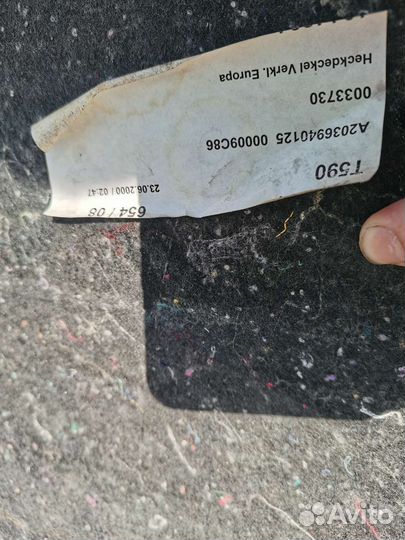 Heckdeckel Verkl. Europa
0033730
A2036940125 00009C86
T590
23.06.2000 / 02:47
654 / 08
Avito